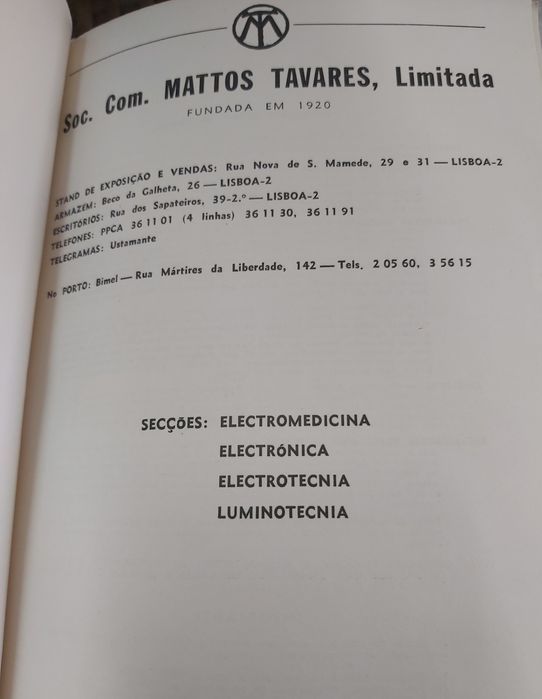 Soc. Com. MATTOS TAVARES, Limitada
FUNDADA EM 1920
STAND DE EXPOSIÇÃO E VENDAS: Rua Nova de S. Mamede, 29 e 31 — LISBOA-2
ARMAZEM: Beco da Galheta, 26 — LISBOA-2
ESCRITÓRIOS: Rua dos Sapateiros, 39-2.º — LISBOA-2
TELEFONES: PPCA 36 11 01 (4 linhas) 36 11 30, 36 11 91
TELEGRAMAS: Ustamante
No PORTO: Bimel — Rua Mártires da Liberdade, 142 — Tels. 2 05 60, 3 56 15
SECÇÕES: ELECTROMEDICINA
ELECTRÓNICA
ELECTROTECNIA
LUMINOTECNIA